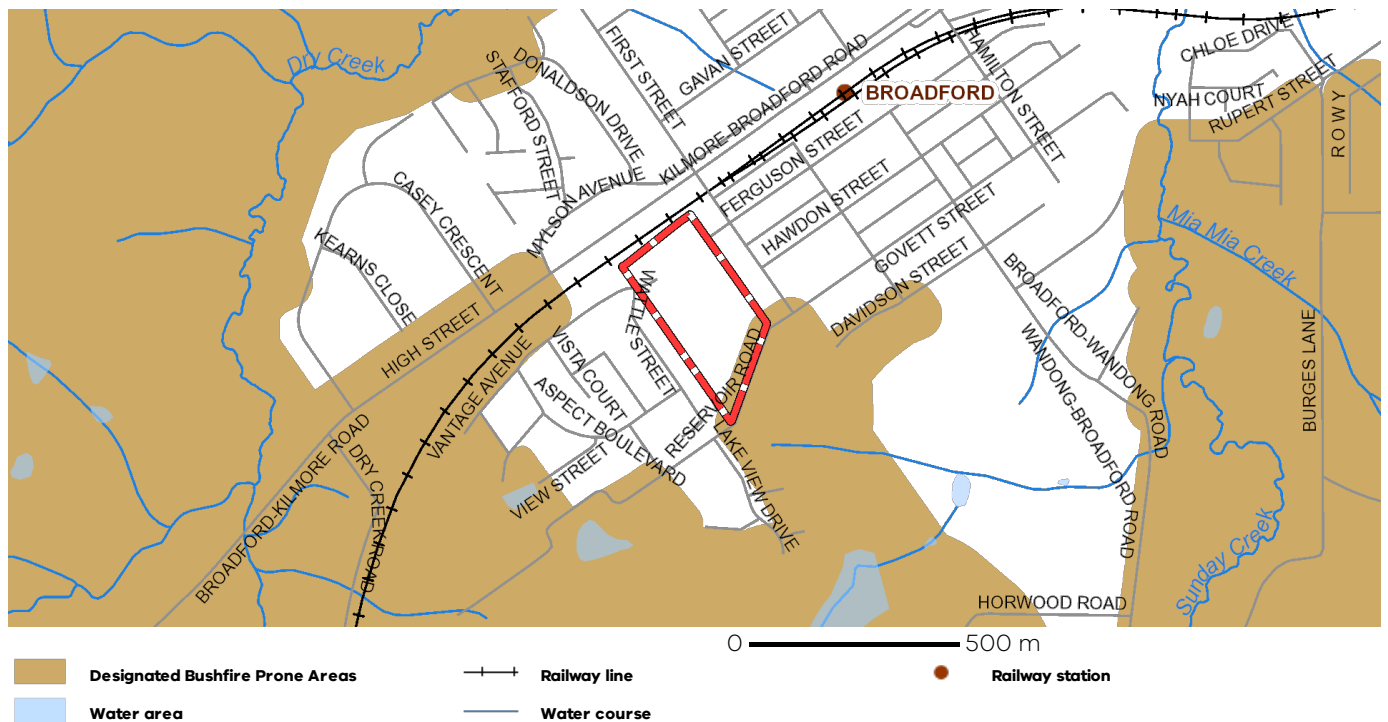 Dry Creek
DONALDSON DRIVE
STAFFORD STREET
FIRST STREET
GAVAN STREET
KILMORE-BROADFORD ROAD
HAMILTON STREET
CHLOE DRIVE
NYAH COURT
RUPERT STREET
ROWY
BROADFORD
FERGUSON STREET
HAWDON STREET
GOVETT STREET
DAVIDSON STREET
MYLSON AVENUE
CASEY CRESCENT
KEARNS CLOSE
HIGH STREET
Mia Mia Creek
BROADFORD-WANDONG ROAD
WANDONG-BROADFORD ROAD
BURGES LANE
WATTLE STREET
VISTA COURT
VANTAGE AVENUE
ASPECT BOULEVARD
RESERVOIR ROAD
VIEW STREET
LAKE VIEW DRIVE
BROADFORD-KILMORE ROAD
DRY CREEK ROAD
Sunday Creek
HORWOOD ROAD
0 500 m
Designated Bushfire Prone Areas
Railway line
Railway station
Water area
Water course